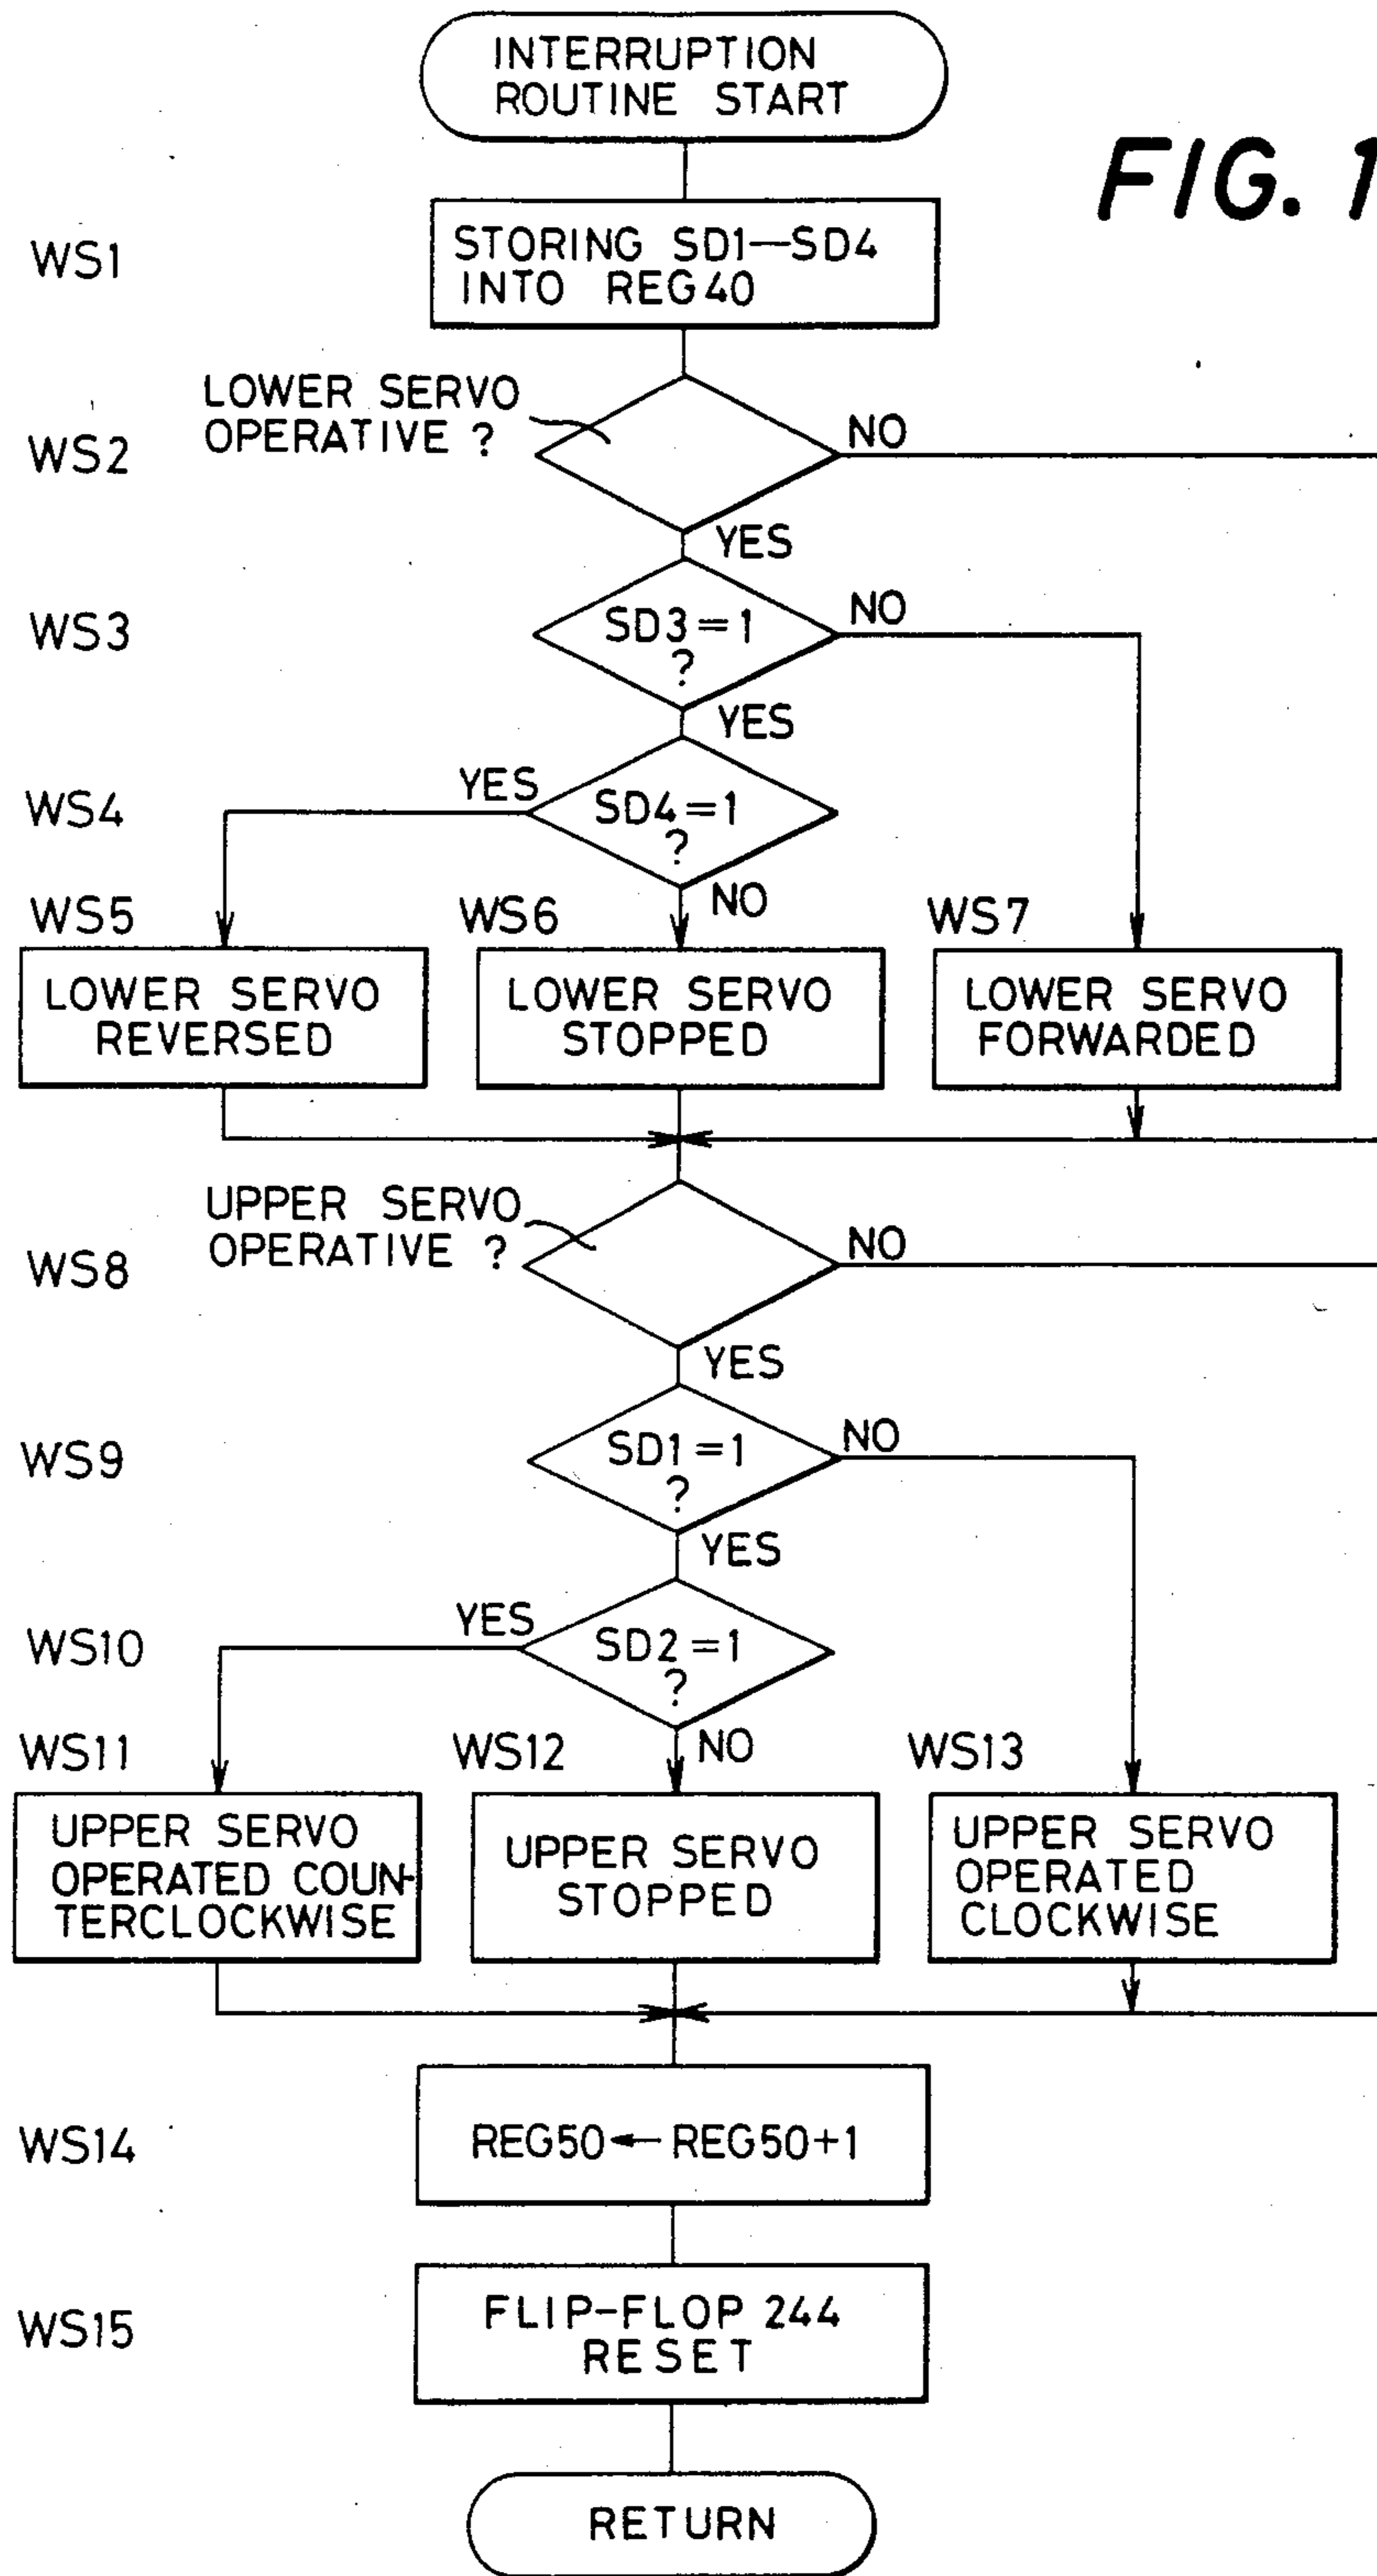 INTERRUPTION
ROUTINE START
FIG. 1
WS1
STORING SD1—SD4
INTO REG40
LOWER SERVO
OPERATIVE ?
WS2
NO
YES
WS3
SD3=1
?
NO
YES
WS4
YES
SD4=1
?
NO
WS5
WS6
WS7
LOWER SERVO
REVERSED
LOWER SERVO
STOPPED
LOWER SERVO
FORWARDED
UPPER SERVO
OPERATIVE ?
WS8
NO
YES
WS9
SD1=1
?
NO
YES
WS10
YES
SD2=1
?
NO
WS11
WS12
WS13
UPPER SERVO
OPERATED COUN-
TERCLOCKWISE
UPPER SERVO
STOPPED
UPPER SERVO
OPERATED
CLOCKWISE
WS14
REG50←REG50+1
WS15
FLIP-FLOP 244
RESET
RETURN